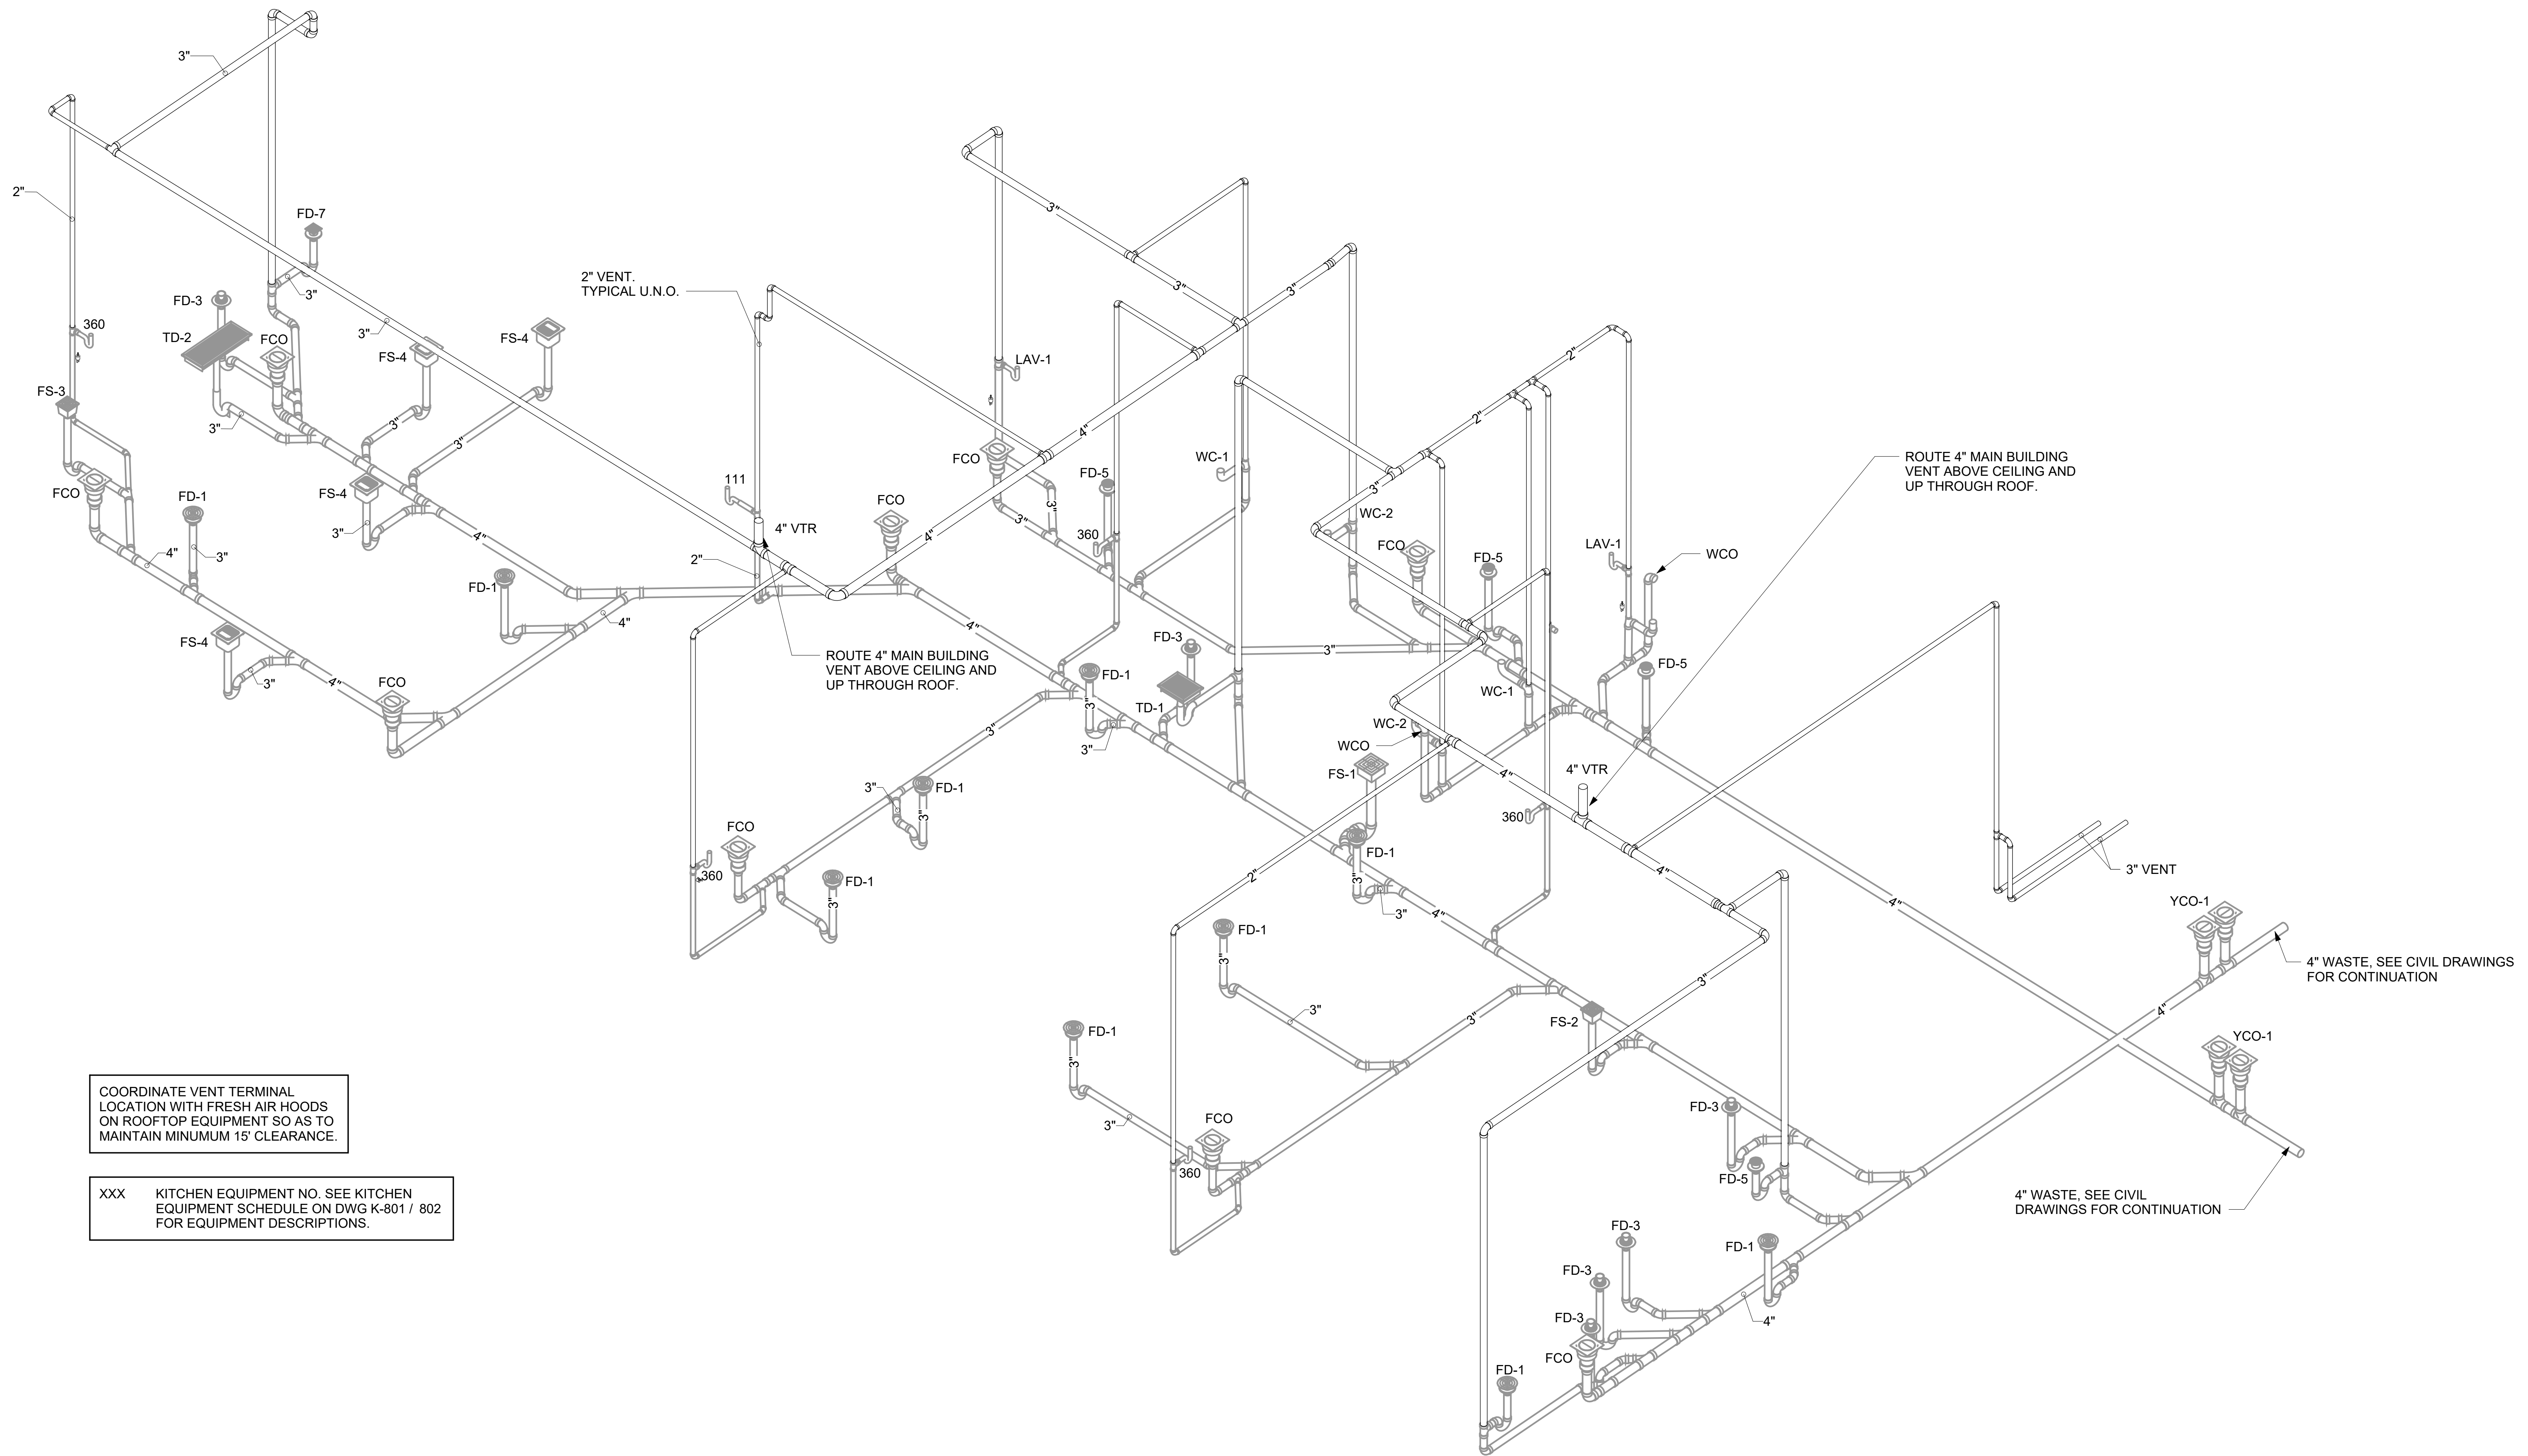 3"
2"
FD-7
3"
FD-3
360
TD-2
FCO
3"
FS-4
FS-4
2" VENT.
TYPICAL U.N.O.
3"
3"
3"
LAV-1
2"
2"
FS-3
3"
3"
3"
FCO
FD-1
FS-4
3"
4"
3"
4"
111
4" VTR
FCO
2"
4"
4"
FCO
3"
3"
FD-5
360
WC-1
WC-2
3"
FCO
FD-5
LAV-1
WCO
ROUTE 4" MAIN BUILDING
VENT ABOVE CEILING AND
UP THROUGH ROOF.
FD-1
4"
FS-4
3"
4"
FCO
4"
ROUTE 4" MAIN BUILDING
VENT ABOVE CEILING AND
UP THROUGH ROOF.
FD-3
FD-1
3"
TD-1
3"
3"
WC-1
FD-5
WC-2
WCO
FS-1
4"
4" VTR
3"
FD-1
3"
FCO
360
FD-1
3"
360
FD-1
3"
3"
2"
4"
4"
4"
3" VENT
YCO-1
4" WASTE, SEE CIVIL DRAWINGS
FOR CONTINUATION
4"
YCO-1
FD-1
3"
3"
3"
3"
FS-2
FD-1
3"
3"
FCO
360
FD-3
FD-5
4" WASTE, SEE CIVIL
DRAWINGS FOR CONTINUATION
FD-3
FD-1
FD-3
FD-3
4"
FCO
FD-1
COORDINATE VENT TERMINAL
LOCATION WITH FRESH AIR HOODS
ON ROOFTOP EQUIPMENT SO AS TO
MAINTAIN MINUMUM 15' CLEARANCE.
XXX KITCHEN EQUIPMENT NO. SEE KITCHEN
EQUIPMENT SCHEDULE ON DWG K-801 / 802
FOR EQUIPMENT DESCRIPTIONS.